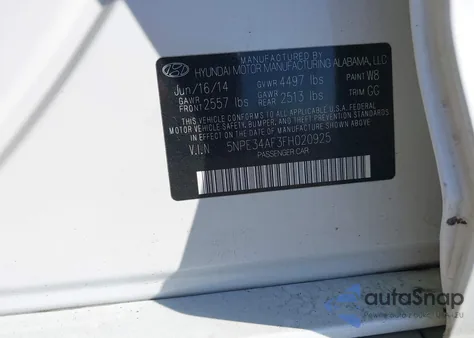 MANUFACTURED BY
HYUNDAI MOTOR MANUFACTURING ALABAMA, LLC
Jun/16/14 GVWR 4497 lbs PAINT W8
GAWR FRONT 2557 lbs GAWR REAR 2513 lbs TRIM GG
THIS VEHICLE CONFORMS TO ALL APPLICABLE U.S. FEDERAL
MOTOR VEHICLE SAFETY, BUMPER, AND THEFT PREVENTION
STANDARDS IN EFFECT ON THE DATE OF MANUFACTURE SHOWN ABOVE.
V.I.N 5NPE34AF3FH020925
PASSENGER CAR
autoSnap